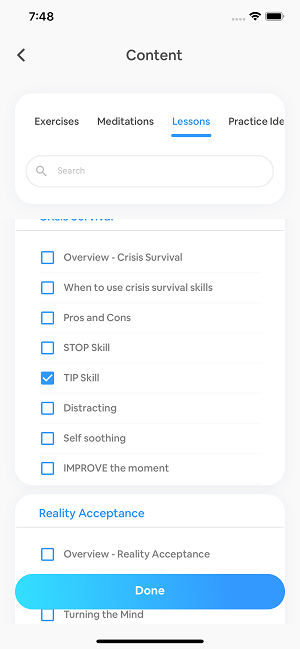 7:48
Content
Exercises Meditations Lessons Practice Ide
Search
Crisis Survival
Overview - Crisis Survival
When to use crisis survival skills
Pros and Cons
STOP Skill
TIP Skill
Distracting
Self soothing
IMPROVE the moment
Reality Acceptance
Overview - Reality Acceptance
Done
Turning the Mind